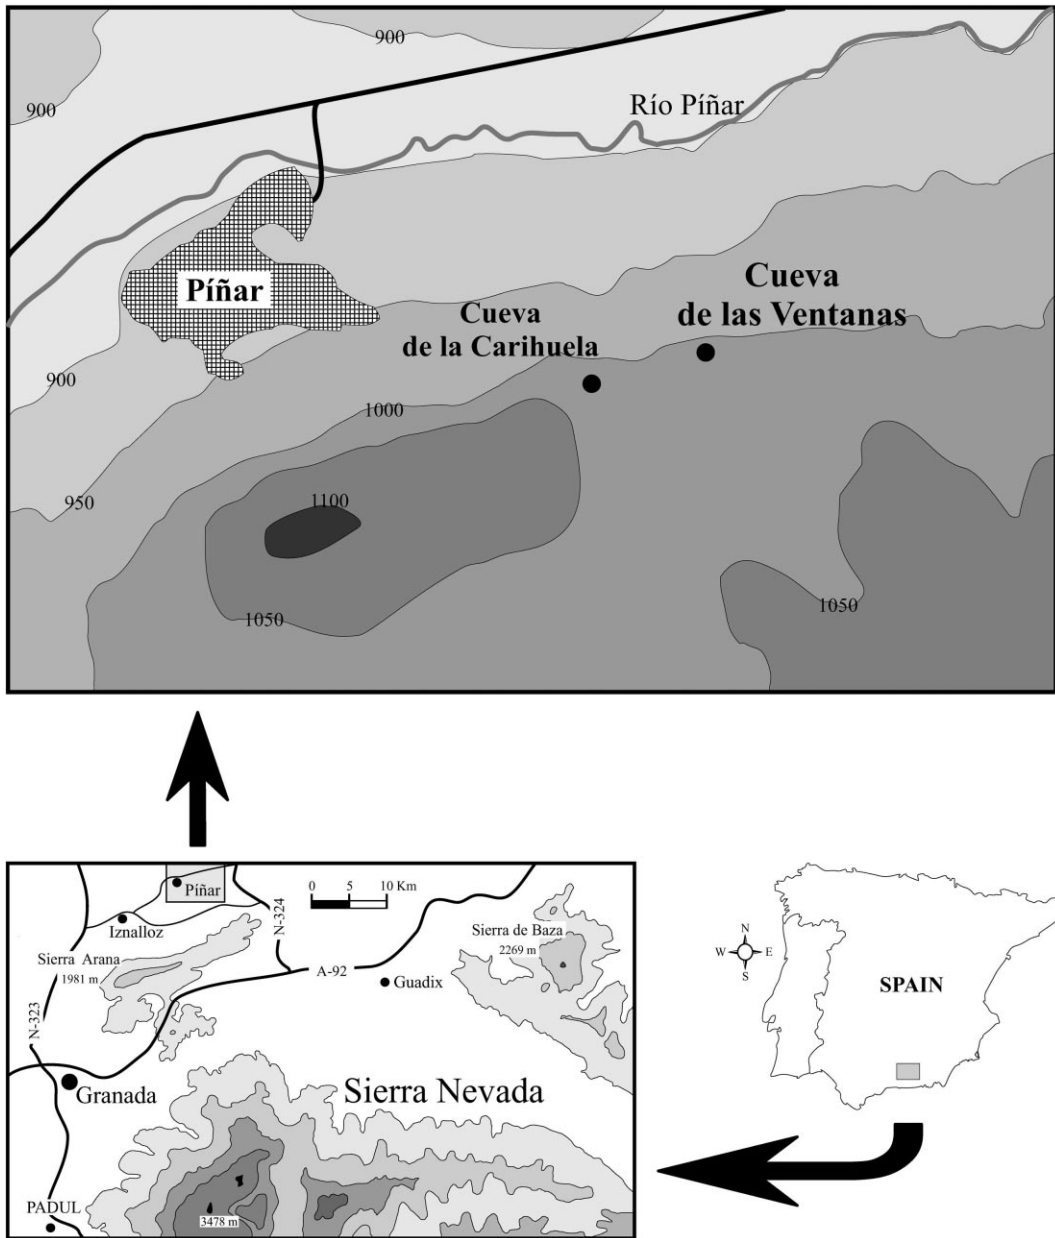 900
900
Río Píñar
Píñar
Cueva
de las Ventanas
Cueva
de la Carihuela
900
1000
950
1100
1050
1050
Píñar
0 5 10 Km
Iznalloz
N-324
Sierra de Baza
2269 m
Sierra Arana
1981 m
A-92
Guadix
N-323
Granada
Sierra Nevada
PADUL
3478 m
N
W E
S
SPAIN